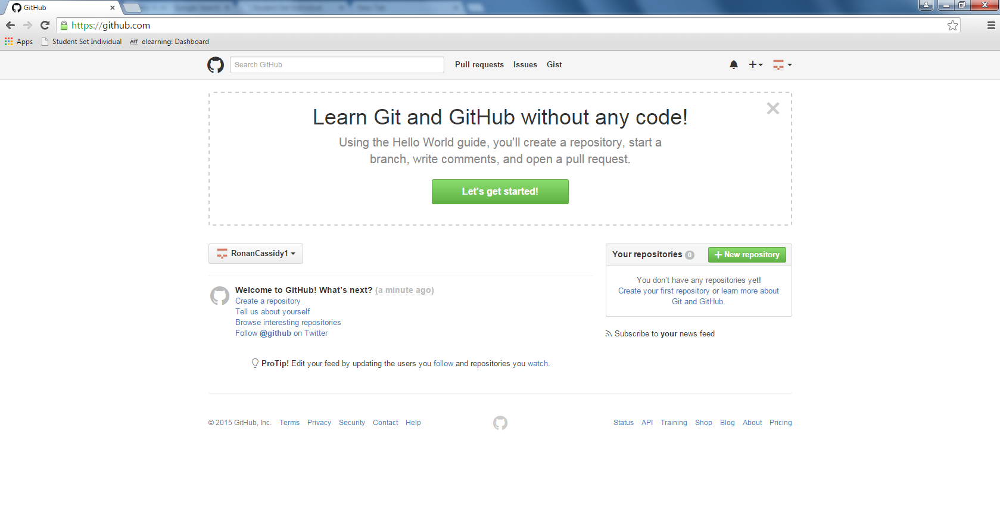 GitHub
Student Set Individual
https://github.com
Apps Student Set Individual AIT elearning: Dashboard
Search GitHub Pull requests Issues Gist
Learn Git and GitHub without any code!
Using the Hello World guide, you’ll create a repository, start a
branch, write comments, and open a pull request.
Let's get started!
RonanCassidy1
Welcome to GitHub! What’s next? (a minute ago)
Create a repository
Tell us about yourself
Browse interesting repositories
Follow @github on Twitter
ProTip! Edit your feed by updating the users you follow and repositories you watch.
Your repositories 0 New repository
You don’t have any repositories yet!
Create your first repository or learn more about
Git and GitHub.
Subscribe to your news feed
© 2015 GitHub, Inc. Terms Privacy Security Contact Help
Status API Training Shop Blog About Pricing